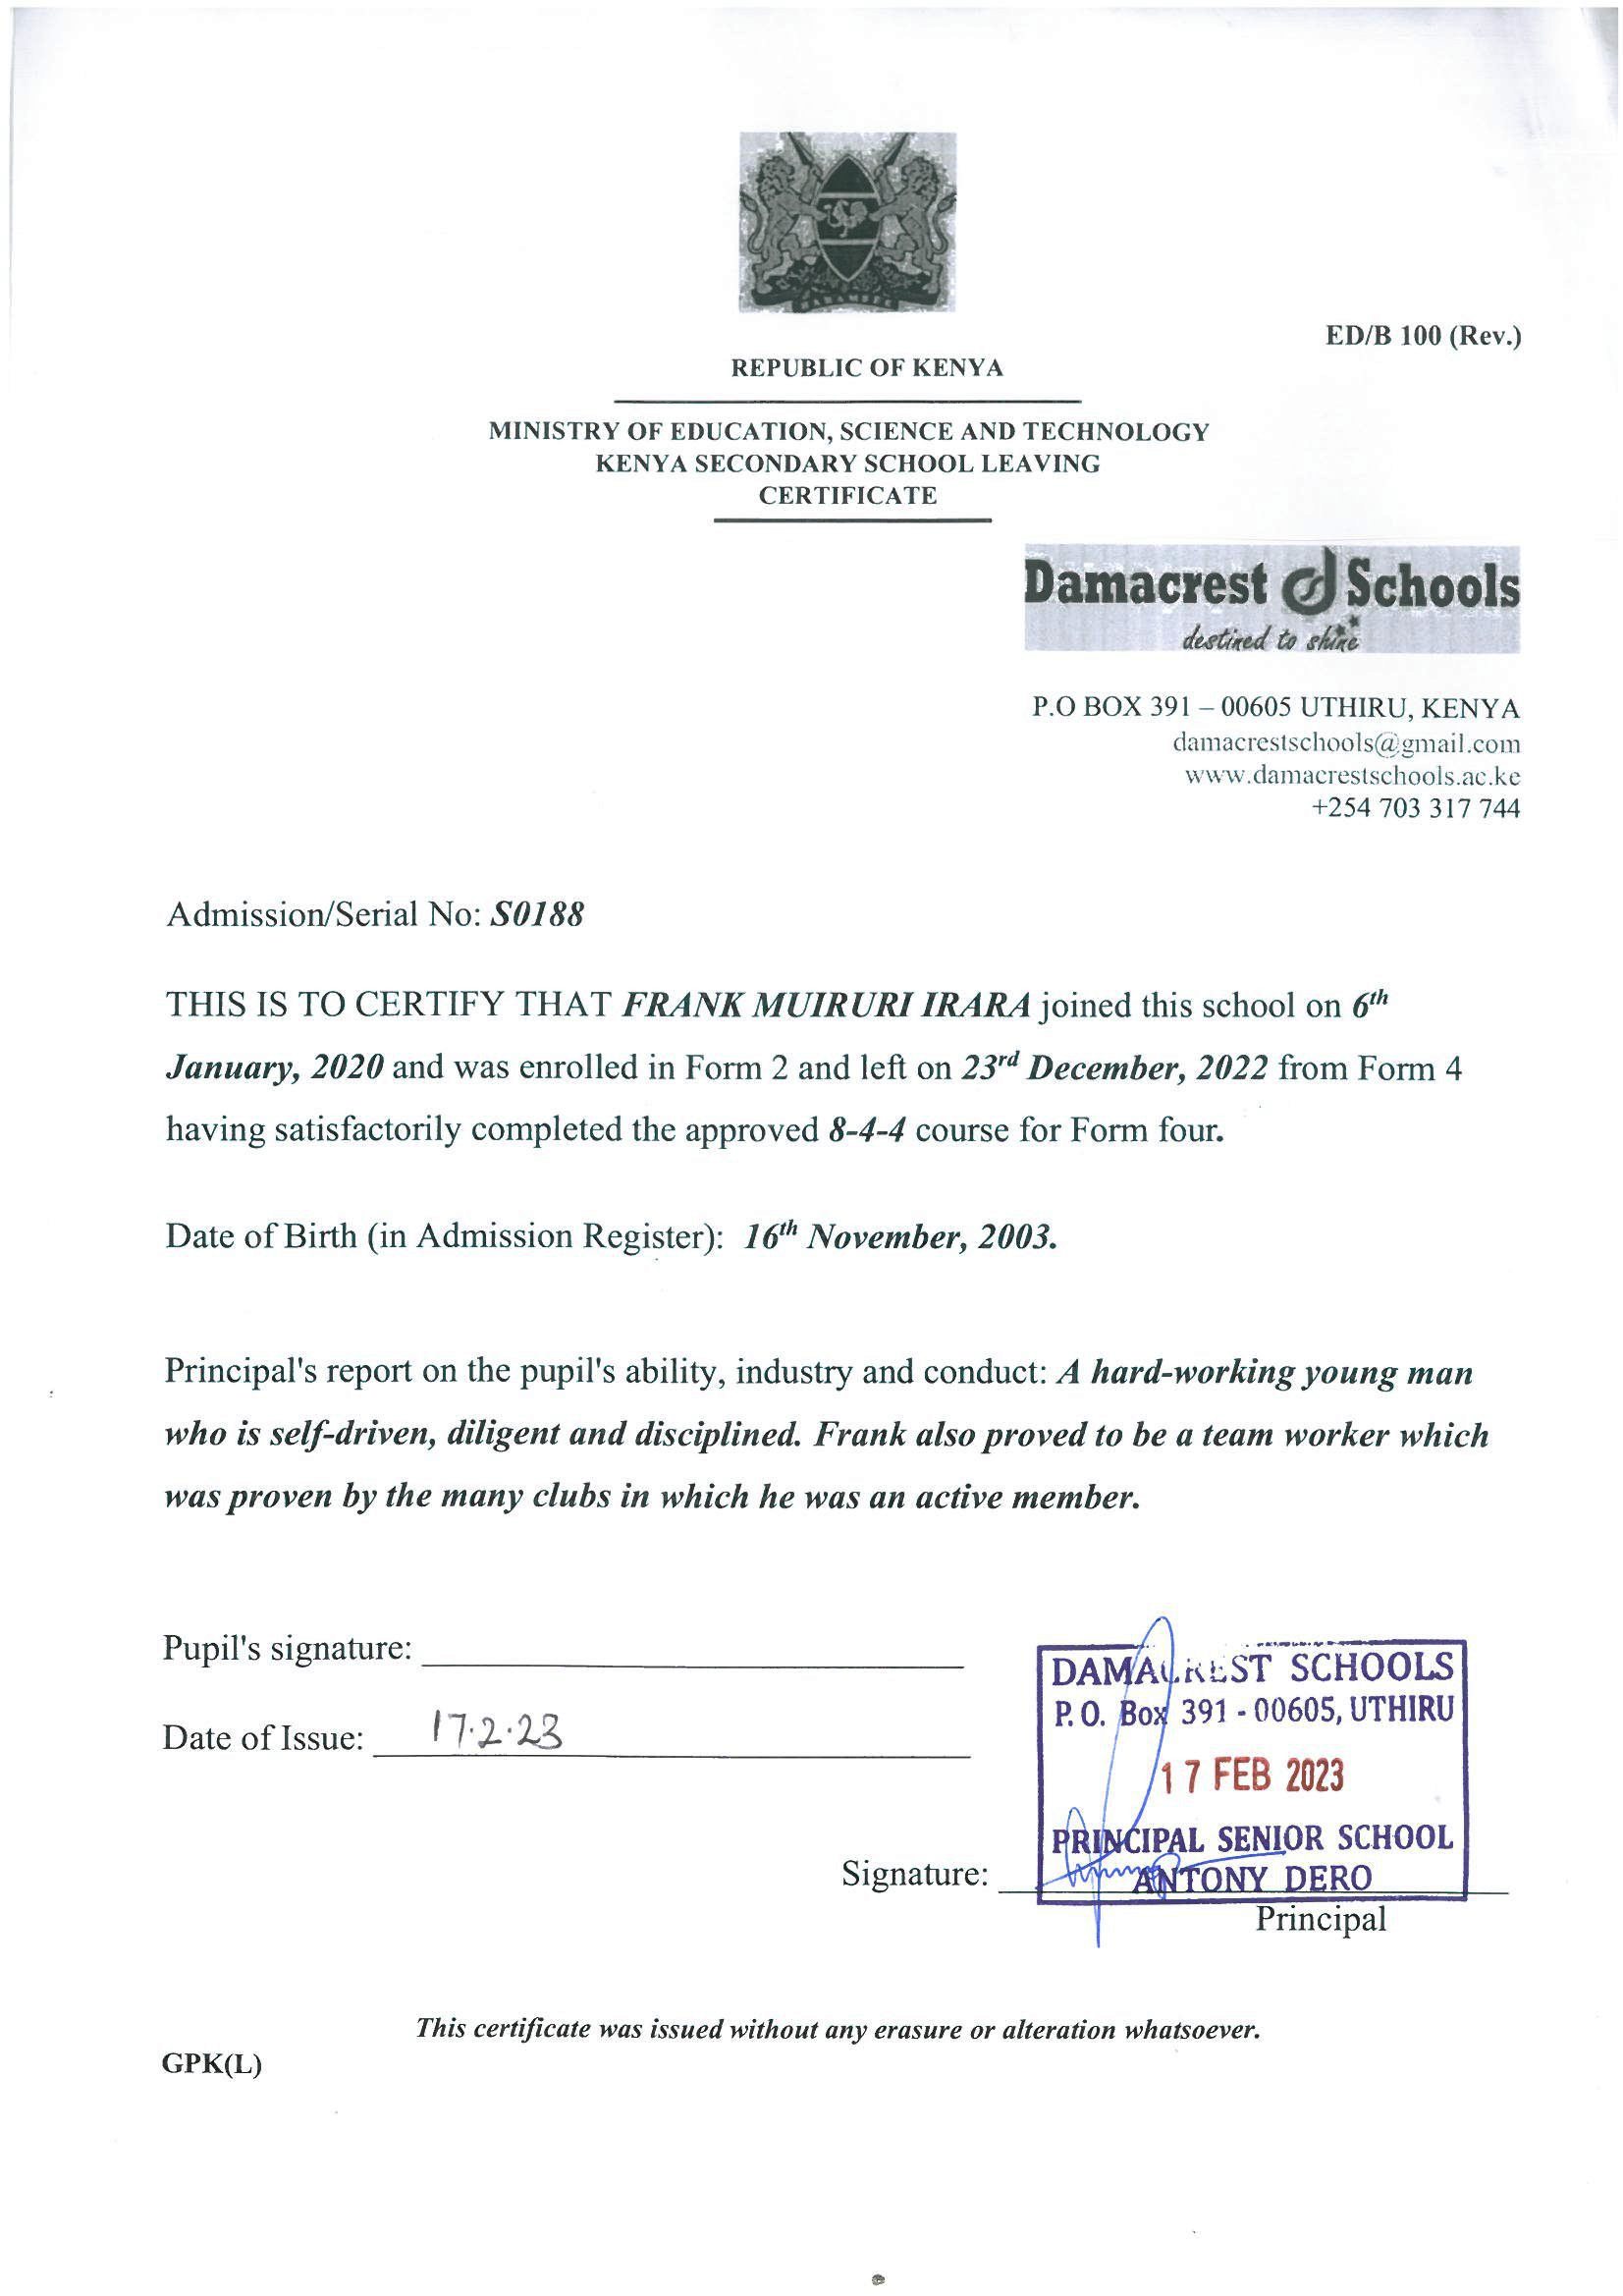 HARAMBEE
ED/B 100 (Rev.)
REPUBLIC OF KENYA
MINISTRY OF EDUCATION, SCIENCE AND TECHNOLOGY
KENYA SECONDARY SCHOOL LEAVING
CERTIFICATE
Damacrest d Schools
destined to shine
P.O BOX 391 – 00605 UTHIRU, KENYA
damacrestschools@gmail.com
www.damacrestschools.ac.ke
+254 703 317 744
Admission/Serial No: S0188
THIS IS TO CERTIFY THAT FRANK MUIRURI IRARA joined this school on 6th
January, 2020 and was enrolled in Form 2 and left on 23rd December, 2022 from Form 4
having satisfactorily completed the approved 8-4-4 course for Form four.
Date of Birth (in Admission Register): 16th November, 2003.
Principal's report on the pupil's ability, industry and conduct: A hard-working young man
who is self-driven, diligent and disciplined. Frank also proved to be a team worker which
was proven by the many clubs in which he was an active member.
Pupil's signature:
Date of Issue: 17.2.23
DAMACREST SCHOOLS
P.O. Box 391 - 00605, UTHIRU
17 FEB 2023
PRINCIPAL SENIOR SCHOOL
ANTONY DERO
Signature:
Principal
This certificate was issued without any erasure or alteration whatsoever.
GPK(L)